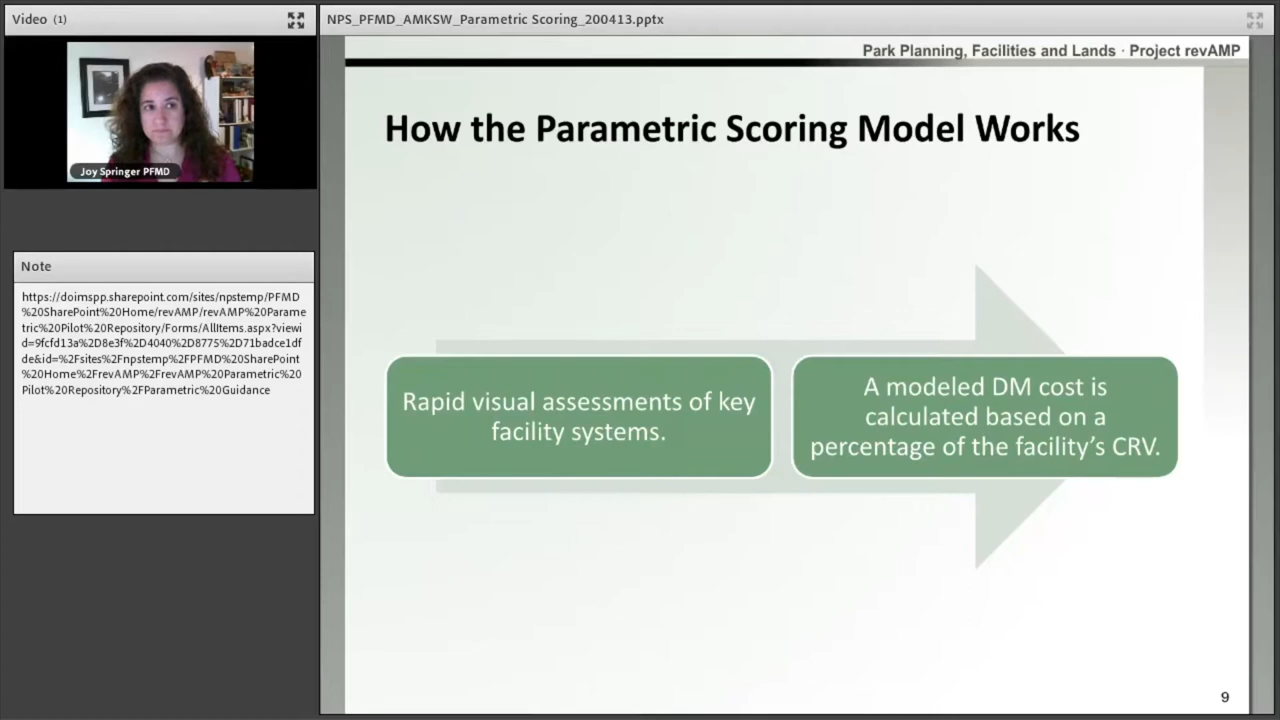 Video (1)
NPS_PFMD_AMKSW_Parametric Scoring_200413.pptx
Joy Springer PFMD
Note
https://doimspp.sharepoint.com/sites/npstemp/PFMD
%20SharePoint%20Home/revAMP/revAMP%20Parame
tric%20Pilot%20Repository/Forms/AllItems.aspx?viewi
d=9fcfd13a%2D8e3f%2D4040%2D8775%2D71badce1df
de&id=%2Fsites%2Fnpstemp%2FPFMD%20SharePoint
%20Home%2FrevAMP%2FrevAMP%20Parametric%20
Pilot%20Repository%2FParametric%20Guidance
Park Planning, Facilities and Lands · Project revAMP
How the Parametric Scoring Model Works
Rapid visual assessments of key
facility systems.
A modeled DM cost is
calculated based on a
percentage of the facility's CRV.
9